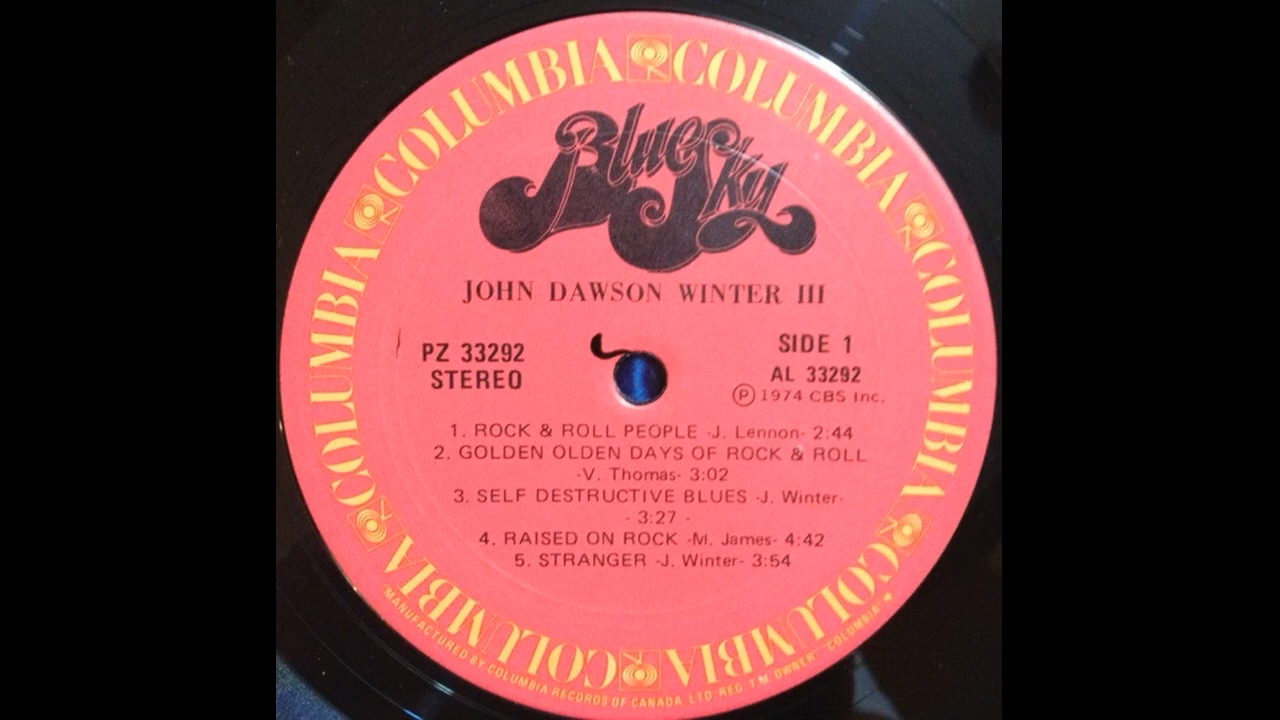 COLUMBIA COLUMBIA COLUMBIA COLUMBIA COLUMBIA COLUMBIA COLUMBIA COLUMBIA
Blue Sky
JOHN DAWSON WINTER III
PZ 33292
STEREO
SIDE 1
AL 33292
Ⓟ 1974 CBS Inc.
1. ROCK & ROLL PEOPLE -J. Lennon- 2:44
2. GOLDEN OLDEN DAYS OF ROCK & ROLL
-V. Thomas- 3:02
3. SELF DESTRUCTIVE BLUES -J. Winter-
- 3:27 -
4. RAISED ON ROCK -M. James- 4:42
5. STRANGER -J. Winter- 3:54
"MANUFACTURED BY COLUMBIA RECORDS OF CANADA, LTD. REG. T.M. OWNER" "COLUMBIA"